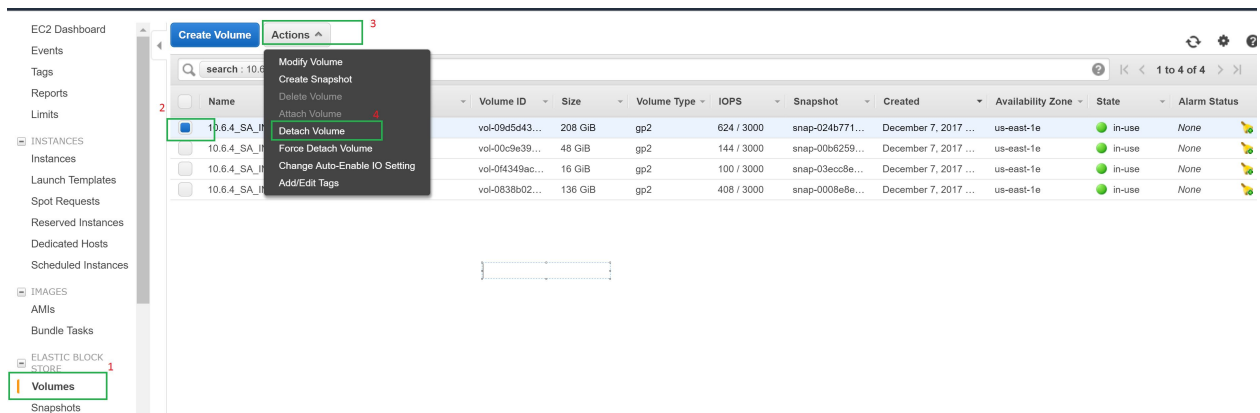 EC2 Dashboard
Events
Tags
Reports
Limits
INSTANCES
Instances
Launch Templates
Spot Requests
Reserved Instances
Dedicated Hosts
Scheduled Instances
IMAGES
AMIs
Bundle Tasks
ELASTIC BLOCK
STORE
1
Volumes
Snapshots
Create Volume Actions 3
search : 10.6 1 to 4 of 4
Modify Volume
Create Snapshot
Delete Volume
Attach Volume 4
Detach Volume
Force Detach Volume
Change Auto-Enable IO Setting
Add/Edit Tags
2
Name Volume ID Size Volume Type IOPS Snapshot Created Availability Zone State Alarm Status
10.6.4_SA_IN vol-09d5d43... 208 GiB gp2 624 / 3000 snap-024b771... December 7, 2017 ... us-east-1e in-use None
10.6.4_SA_IN vol-00c9e39... 48 GiB gp2 144 / 3000 snap-00b6259... December 7, 2017 ... us-east-1e in-use None
10.6.4_SA_IN vol-0f4349ac... 16 GiB gp2 100 / 3000 snap-03ecc8e... December 7, 2017 ... us-east-1e in-use None
10.6.4_SA_IN vol-0838b02... 136 GiB gp2 408 / 3000 snap-0008e8e... December 7, 2017 ... us-east-1e in-use None